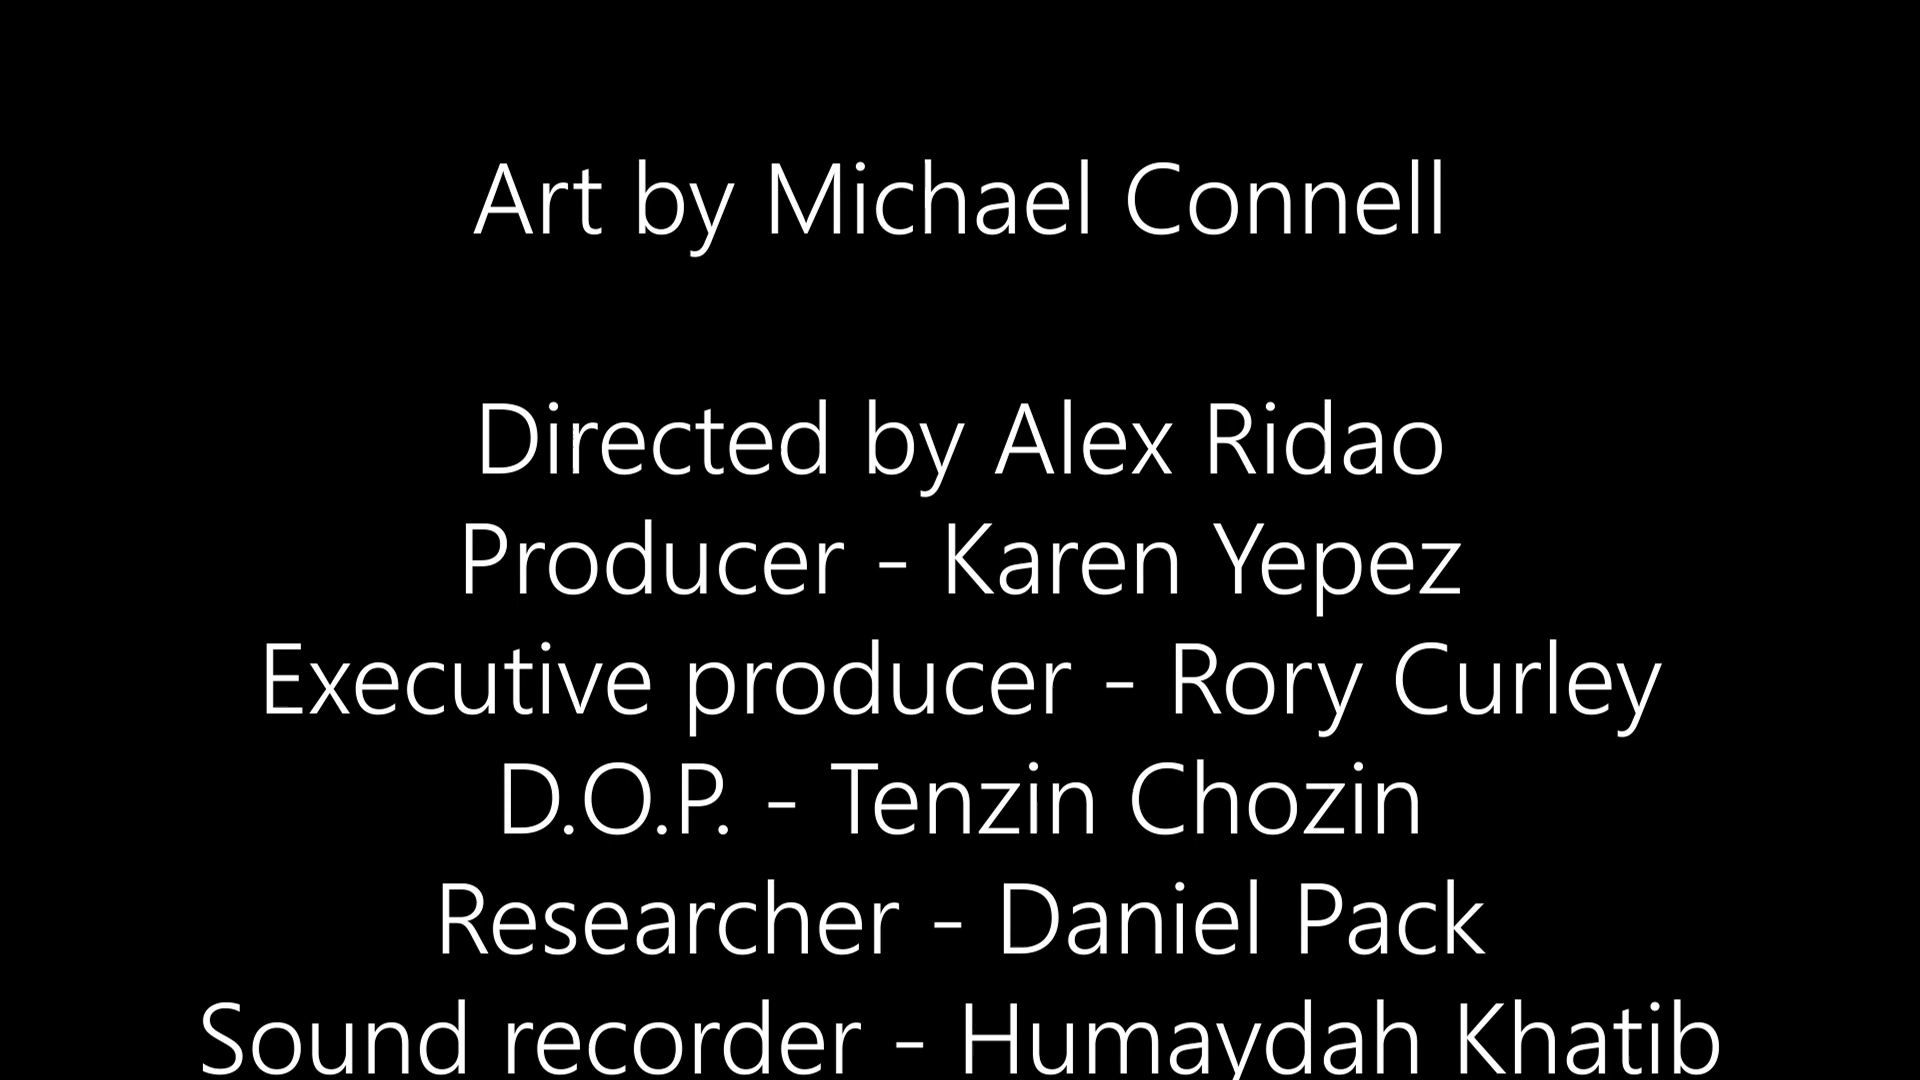 Art by Michael Connell
Directed by Alex Ridao
Producer - Karen Yepez
Executive producer - Rory Curley
D.O.P. - Tenzin Chozin
Researcher - Daniel Pack
Sound recorder - Humaydah Khatib